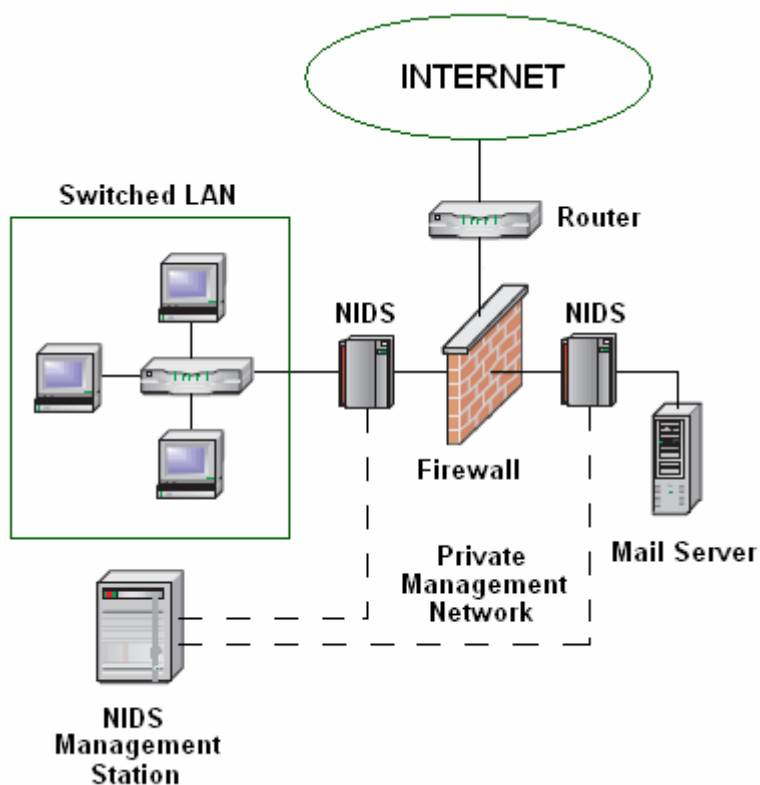 INTERNET
Switched LAN
Router
NIDS
NIDS
Firewall
Mail Server
Private
Management
Network
NIDS
Management
Station